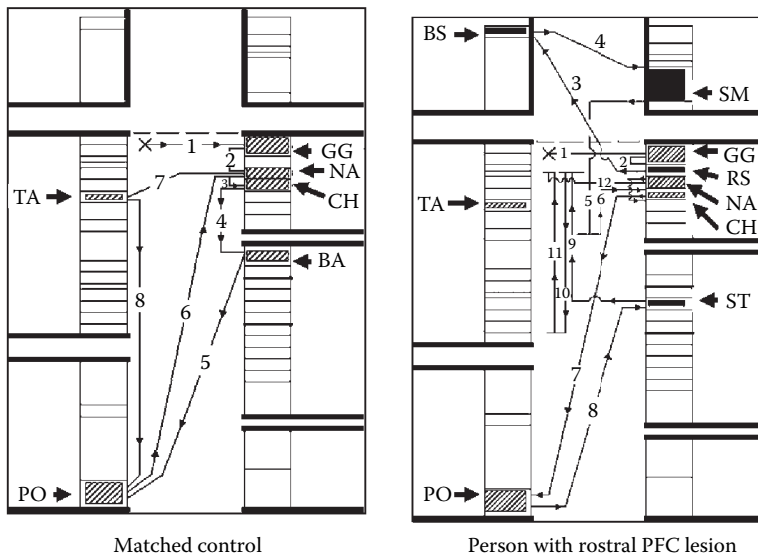 1
GG
2
NA
7
TA
3
CH
4
BA
8
6
5
PO
Matched control
BS
4
3
SM
1
GG
2
RS
12
NA
TA
5
6
CH
9
11
10
ST
7
8
PO
Person with rostral PFC lesion